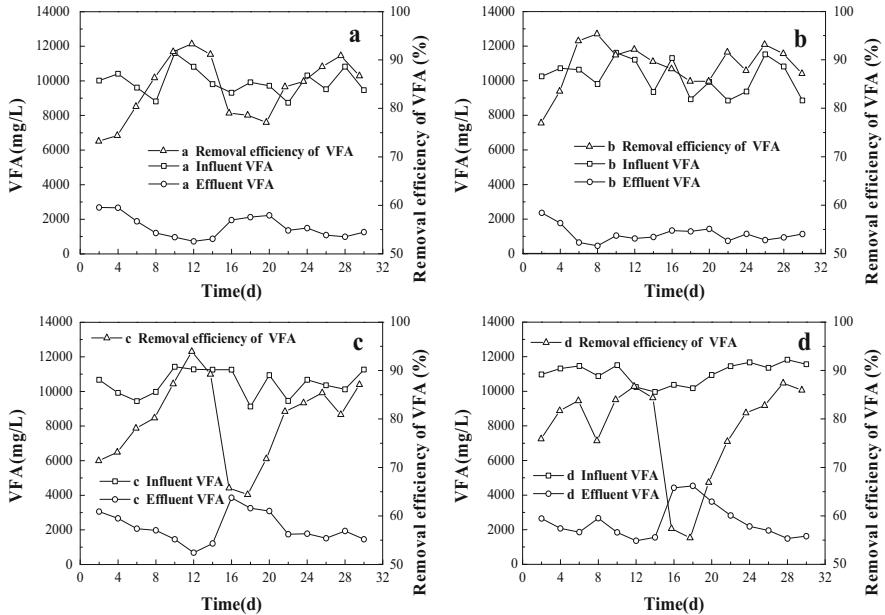 a
VFA(mg/L)
14000
12000
10000
8000
6000
4000
2000
0
100
90
80
70
60
50
Removal efficiency of VFA (%)
a Removal efficiency of VFA
a Influent VFA
a Effluent VFA
0 4 8 12 16 20 24 28 32
Time(d)
b
VFA(mg/L)
14000
12000
10000
8000
6000
4000
2000
0
100
90
80
70
60
50
Removal efficiency of VFA (%)
b Removal efficiency of VFA
b Influent VFA
b Effluent VFA
0 4 8 12 16 20 24 28 32
Time(d)
c
VFA(mg/L)
14000
12000
10000
8000
6000
4000
2000
0
100
90
80
70
60
50
Removal efficiency of VFA (%)
c Removal efficiency of VFA
c Influent VFA
c Effluent VFA
0 4 8 12 16 20 24 28 32
Time(d)
d
VFA(mg/L)
14000
12000
10000
8000
6000
4000
2000
0
100
90
80
70
60
50
Removal efficiency of VFA (%)
d Removal efficiency of VFA
d Influent VFA
d Effluent VFA
0 4 8 12 16 20 24 28 32
Time(d)